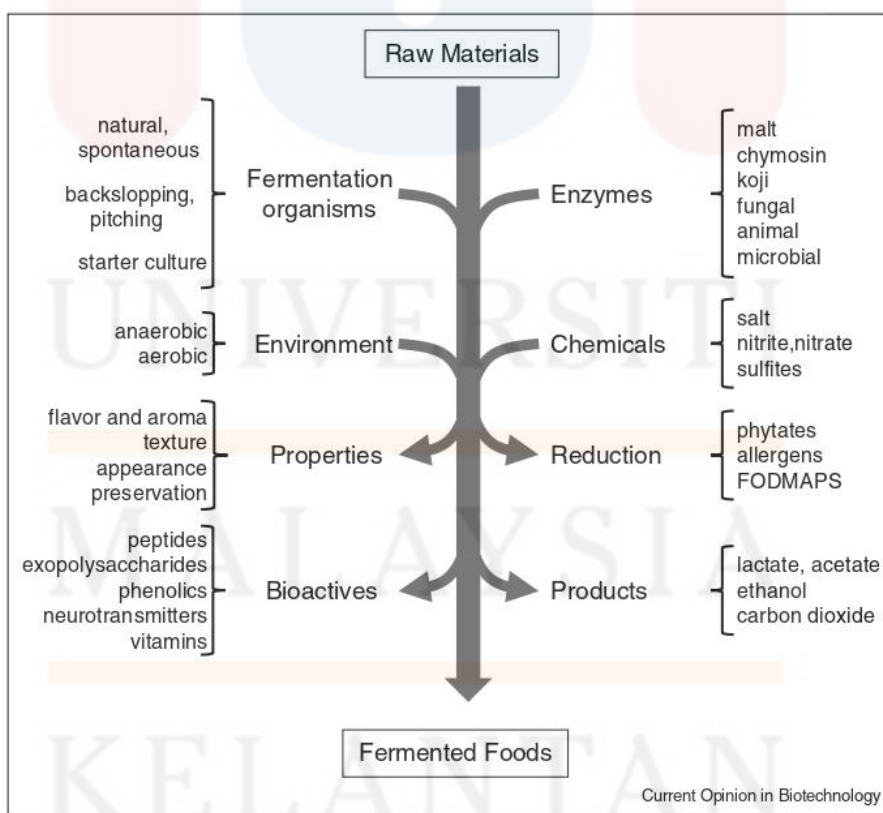 Raw Materials
natural,
spontaneous
backslopping,
pitching
starter culture
Fermentation
organisms
Enzymes
malt
chymosin
koji
fungal
animal
microbial
anaerobic
aerobic
Environment
Chemicals
salt
nitrite,nitrate
sulfites
flavor and aroma
texture
appearance
preservation
Properties
Reduction
phytates
allergens
FODMAPS
peptides
exopolysaccharides
phenolics
neurotransmitters
vitamins
Bioactives
Products
lactate, acetate
ethanol
carbon dioxide
Fermented Foods
Current Opinion in Biotechnology
UNIVERSITI
MALAYSIA
KELANTAN